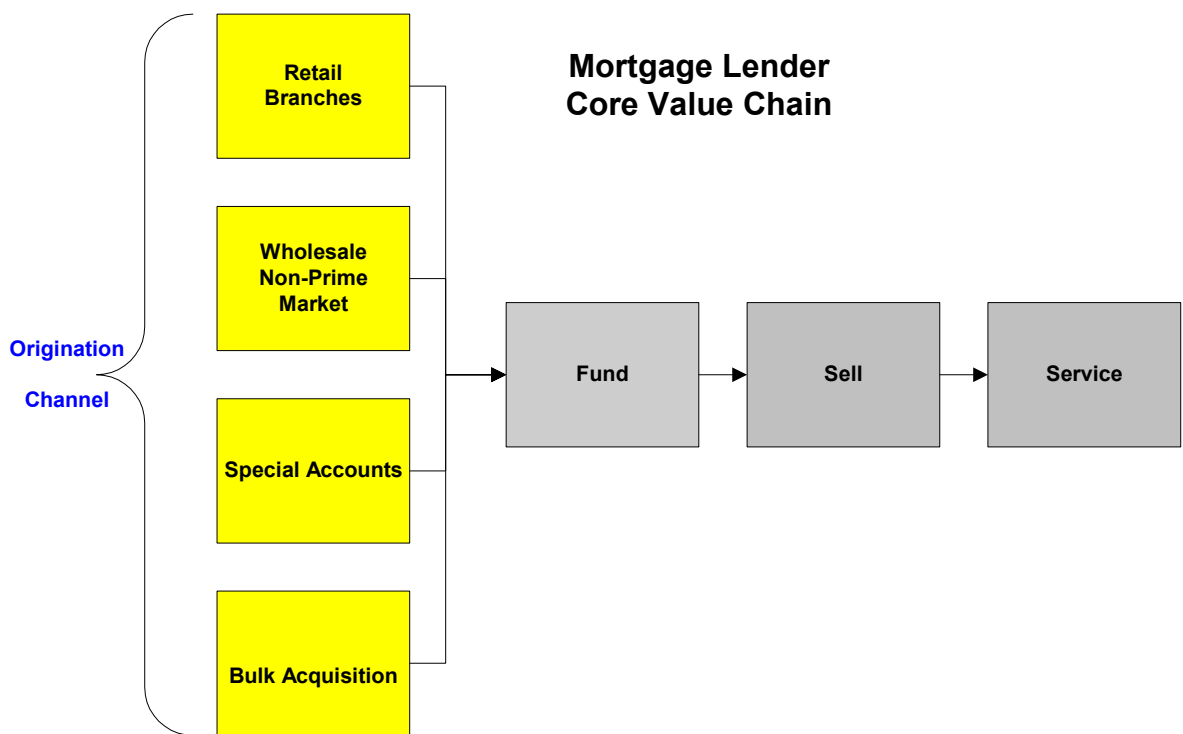 Mortgage Lender
Core Value Chain
Retail
Branches
Wholesale
Non-Prime
Market
Origination
Channel
Special Accounts
Bulk Acquisition
Fund
Sell
Service